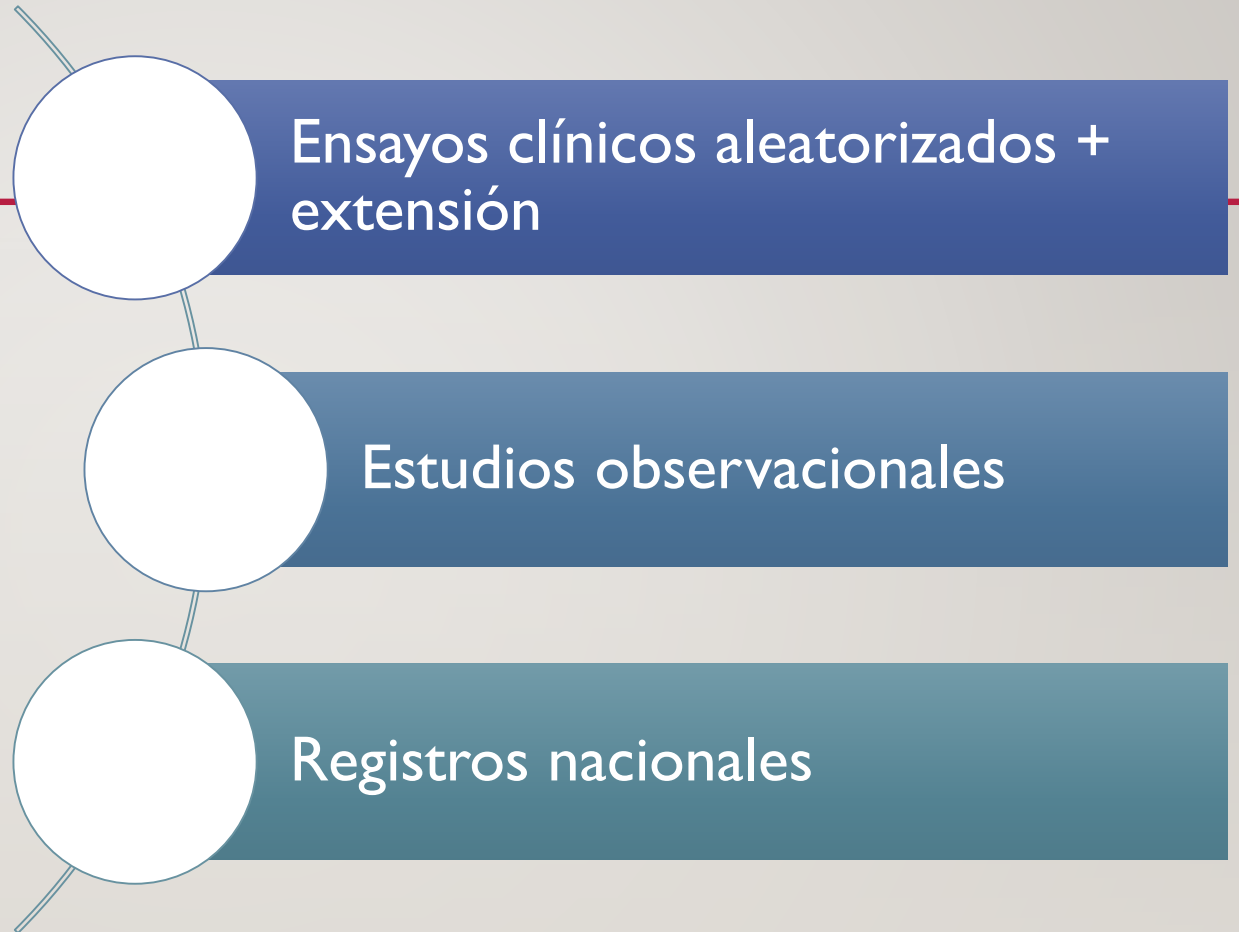 Ensayos clínicos aleatorizados +
extensión
Estudios observacionales
Registros nacionales